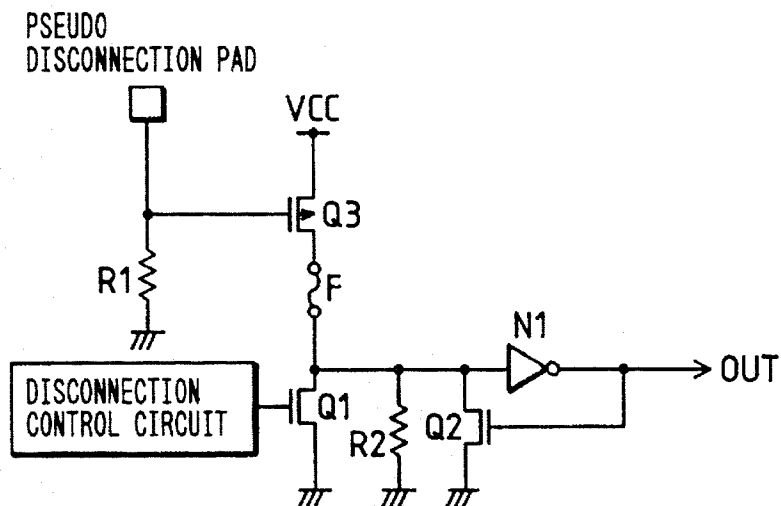 PSEUDO
DISCONNECTION PAD
VCC
Q3
R1
F
N1
OUT
DISCONNECTION
CONTROL CIRCUIT
Q1
R2
Q2